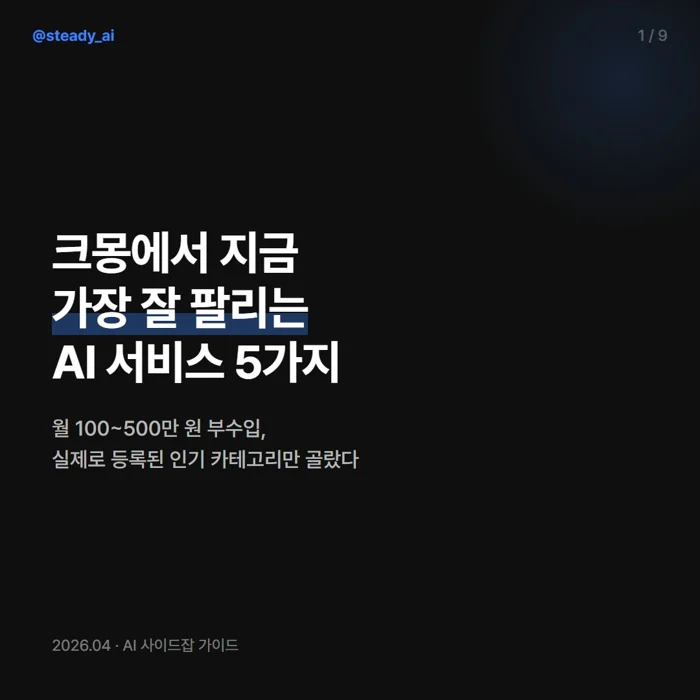 @steady_ai
1 / 9
크몽에서 지금
가장 잘 팔리는
AI 서비스 5가지
월 100~500만 원 부수입,
실제로 등록된 인기 카테고리만 골랐다
2026.04 · AI 사이드잡 가이드